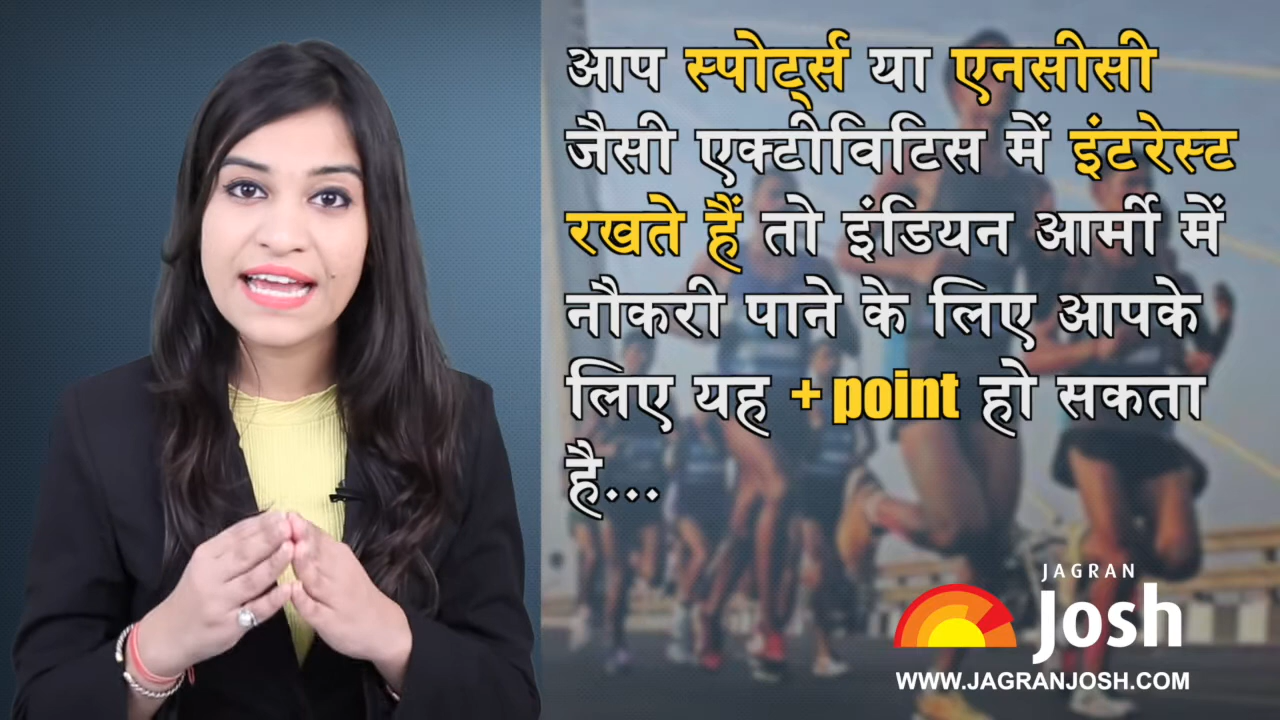 आप स्पोर्ट्स या एनसीसी
जैसी एक्टीविटिस में इंटरेस्ट
रखते हैं तो इंडियन आर्मी में
नौकरी पाने के लिए आपके
लिए यह + point हो सकता
है...
JAGRAN
Josh
WWW.JAGRANJOSH.COM